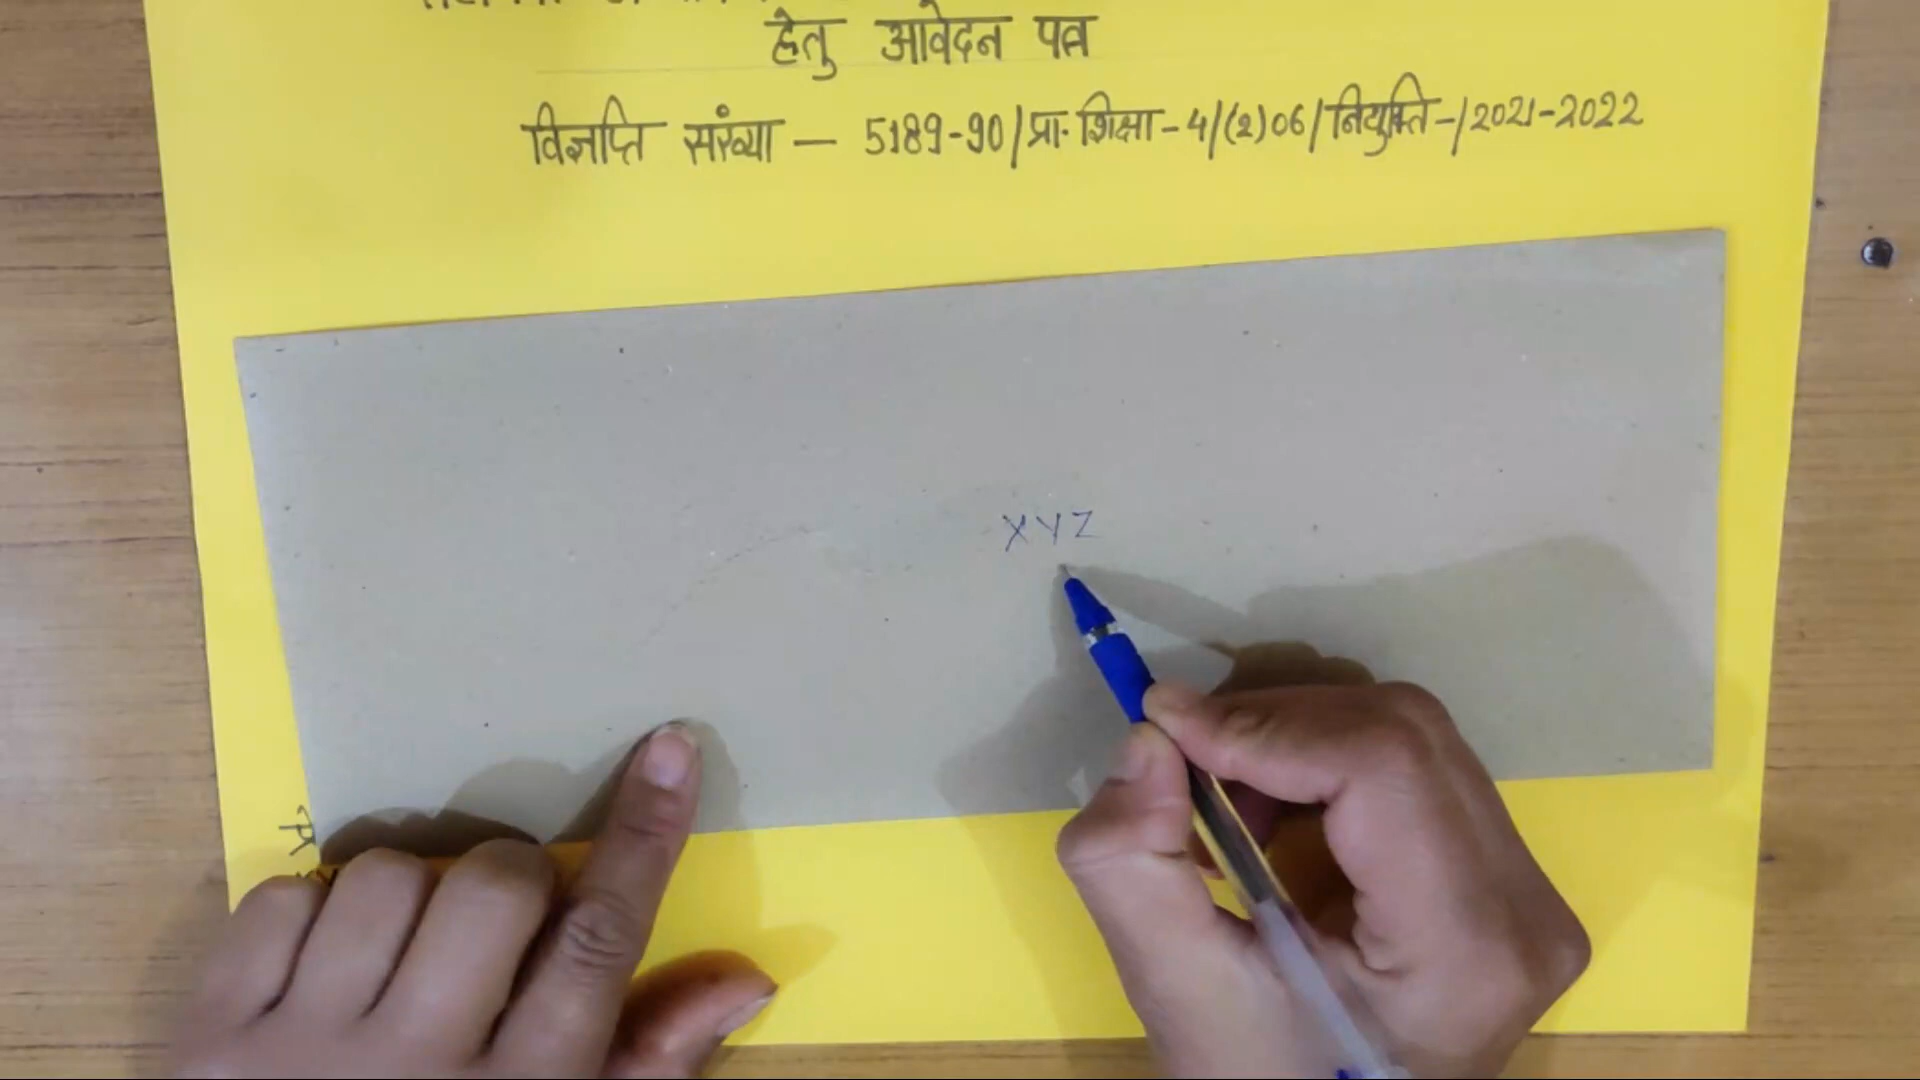 हेतु आवेदन पत्र
विज्ञप्ति संख्या — 5189-90/प्रा. शिक्षा-4/(2)06/नियुक्ति-/2021-2022
XYZ